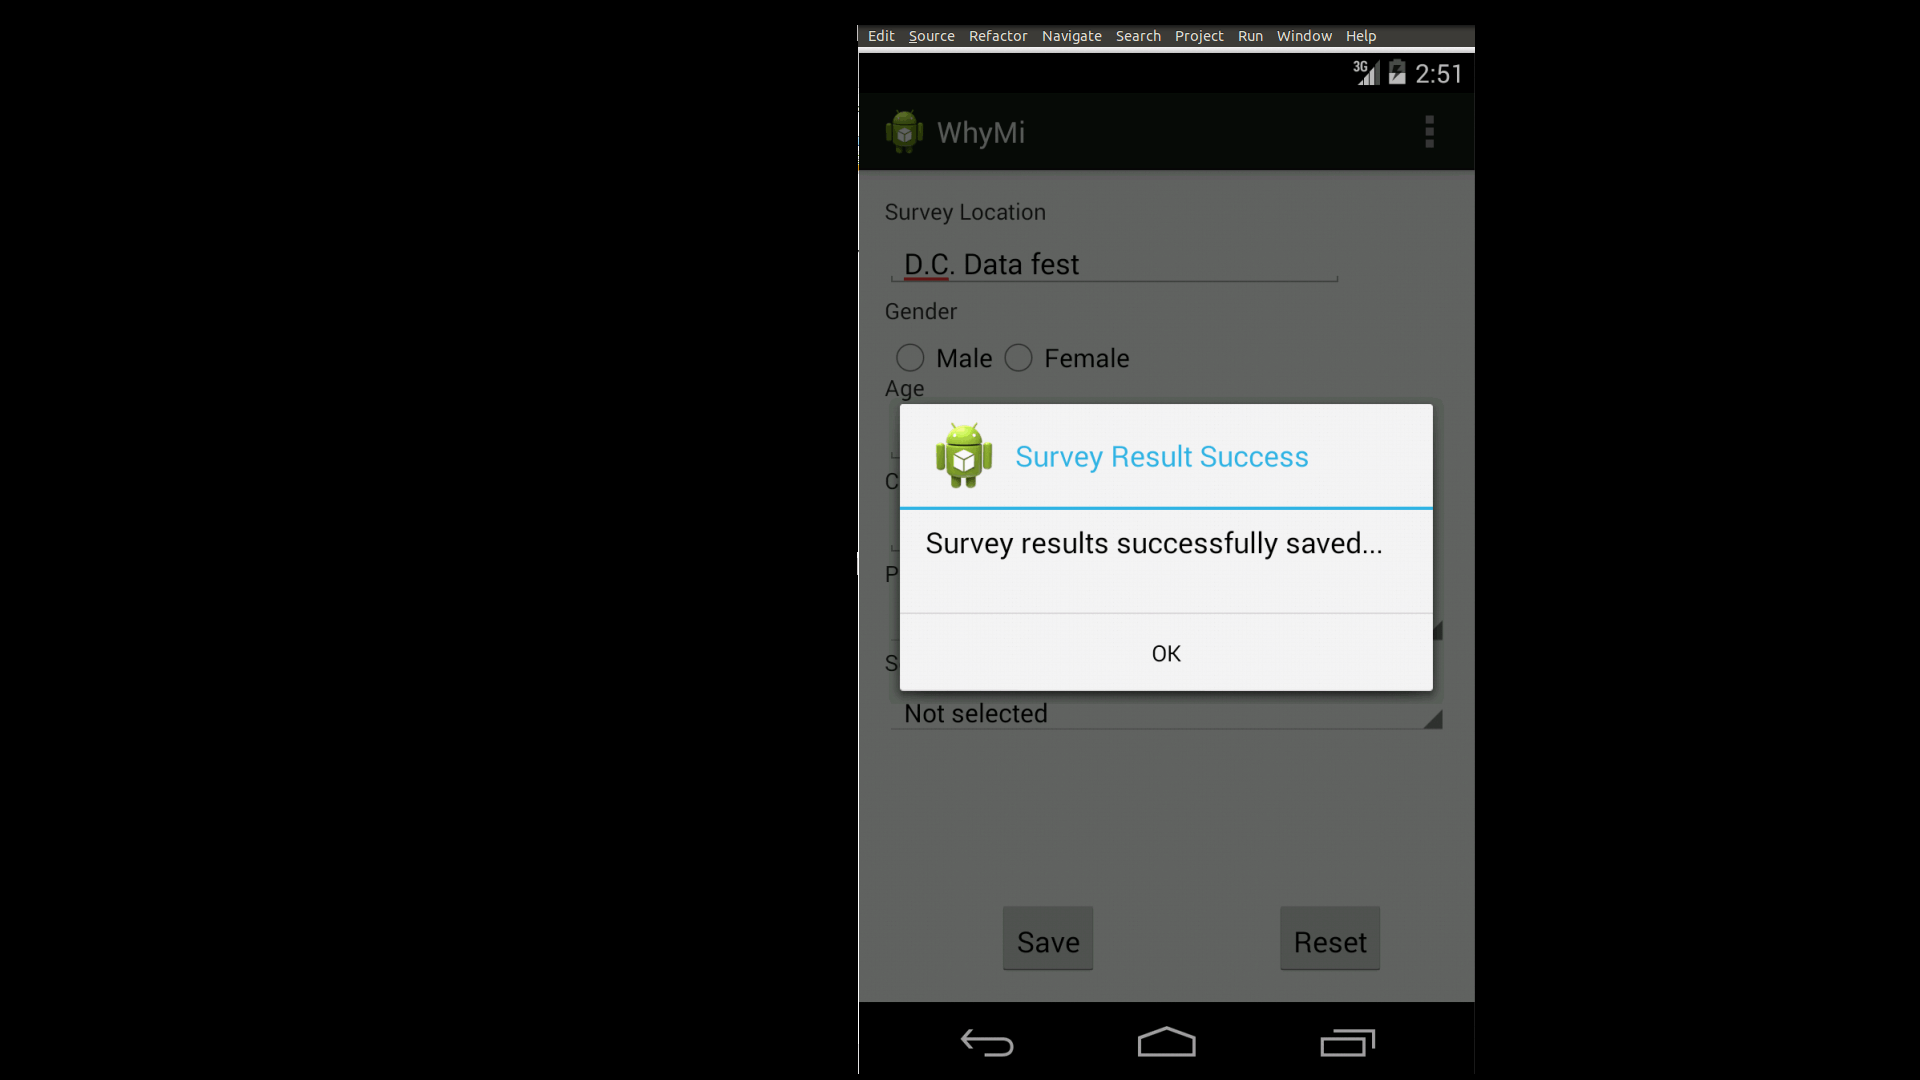 Edit Source Refactor Navigate Search Project Run Window Help
3G 2:51
WhyMi
Survey Location
D.C. Data fest
Gender
Male Female
Age
Survey Result Success
C
Survey results successfully saved...
P
OK
S
Not selected
Save Reset